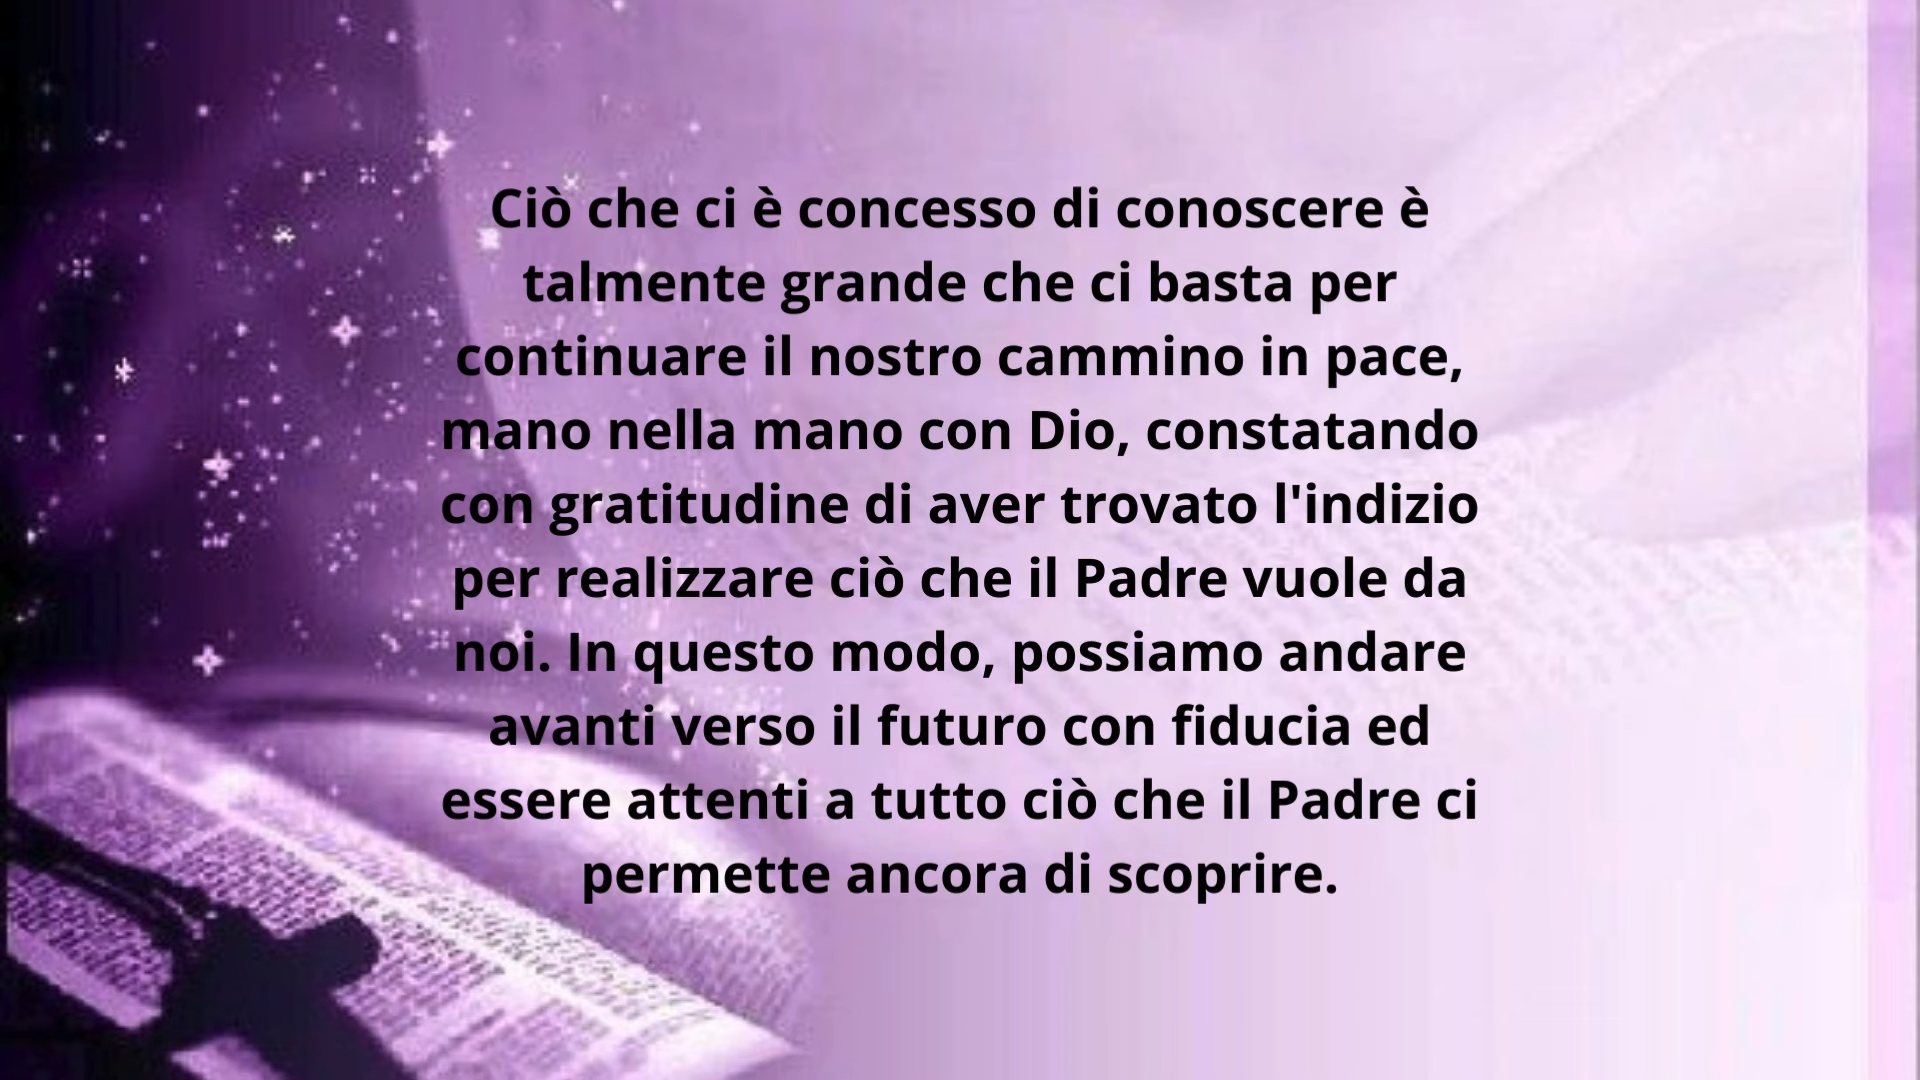 Ciò che ci è concesso di conoscere è
talmente grande che ci basta per
continuare il nostro cammino in pace,
mano nella mano con Dio, constatando
con gratitudine di aver trovato l'indizio
per realizzare ciò che il Padre vuole da
noi. In questo modo, possiamo andare
avanti verso il futuro con fiducia ed
essere attenti a tutto ciò che il Padre ci
permette ancora di scoprire.